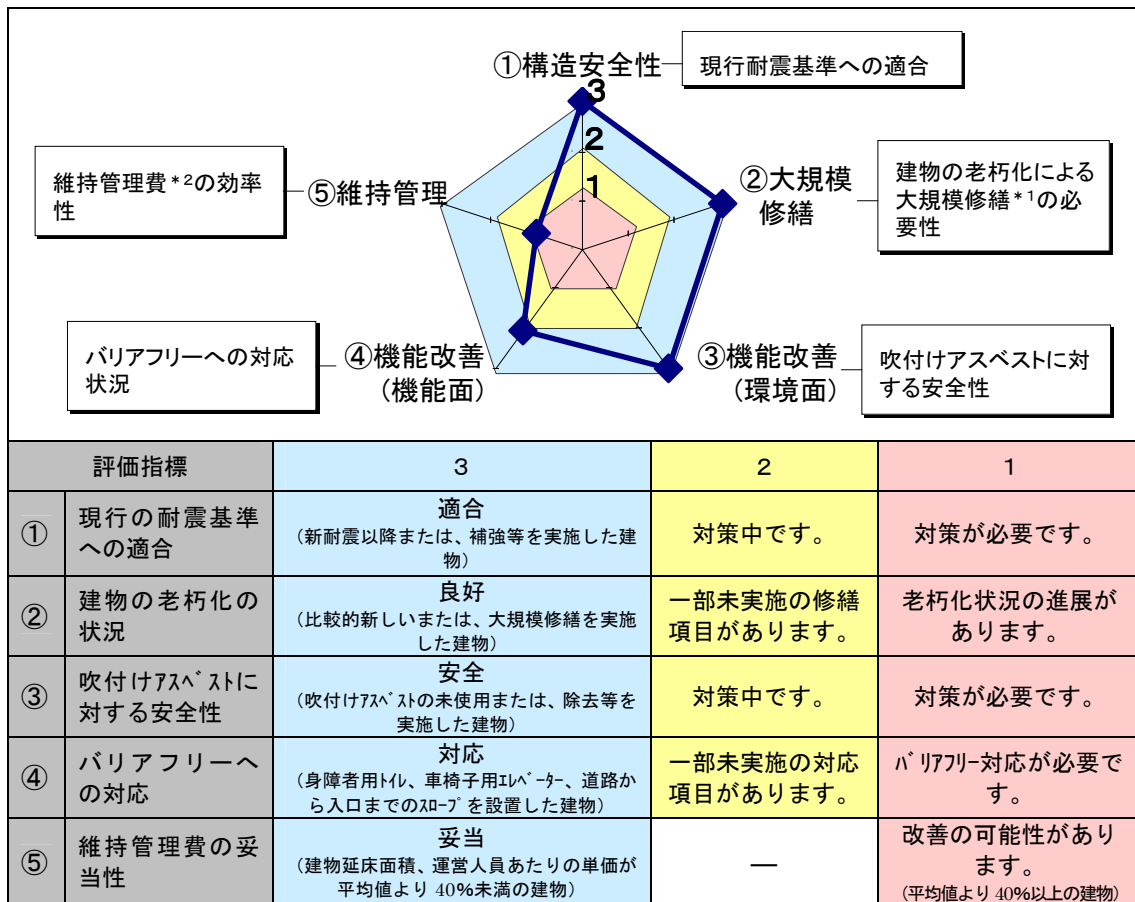 ①構造安全性
現行耐震基準への適合
3
2
1
維持管理費*2の効率
性
⑤維持管理
②大規模
修繕
建物の老朽化による
大規模修繕*1の必
要性
バリアフリーへの対応
状況
④機能改善
(機能面)
③機能改善
(環境面)
吹付けアスベストに対
する安全性
評価指標
3
2
1
①
現行の耐震基準
への適合
適合
(新耐震以降または、補強等を実施した建
物)
対策中です。
対策が必要です。
②
建物の老朽化の
状況
良好
(比較的新しいまたは、大規模修繕を実施
した建物)
一部未実施の修繕
項目があります。
老朽化状況の進展が
あります。
③
吹付けｱｽﾍﾞｽﾄに
対する安全性
安全
(吹付けｱｽﾍﾞｽﾄの未使用または、除去等を
実施した建物)
対策中です。
対策が必要です。
④
バリアフリーへ
の対応
対応
(身障者用ﾄｲﾚ、車椅子用ｴﾚﾍﾞｰﾀｰ、道路か
ら入口までのｽﾛｰﾌﾟを設置した建物)
一部未実施の対応
項目があります。
ﾊﾞﾘｱﾌﾘｰ対応が必要で
す。
⑤
維持管理費の妥
当性
妥当
(建物延床面積、運営人員あたりの単価が
平均値より 40%未満の建物)
―
改善の可能性があり
ます。
(平均値より 40%以上の建物)